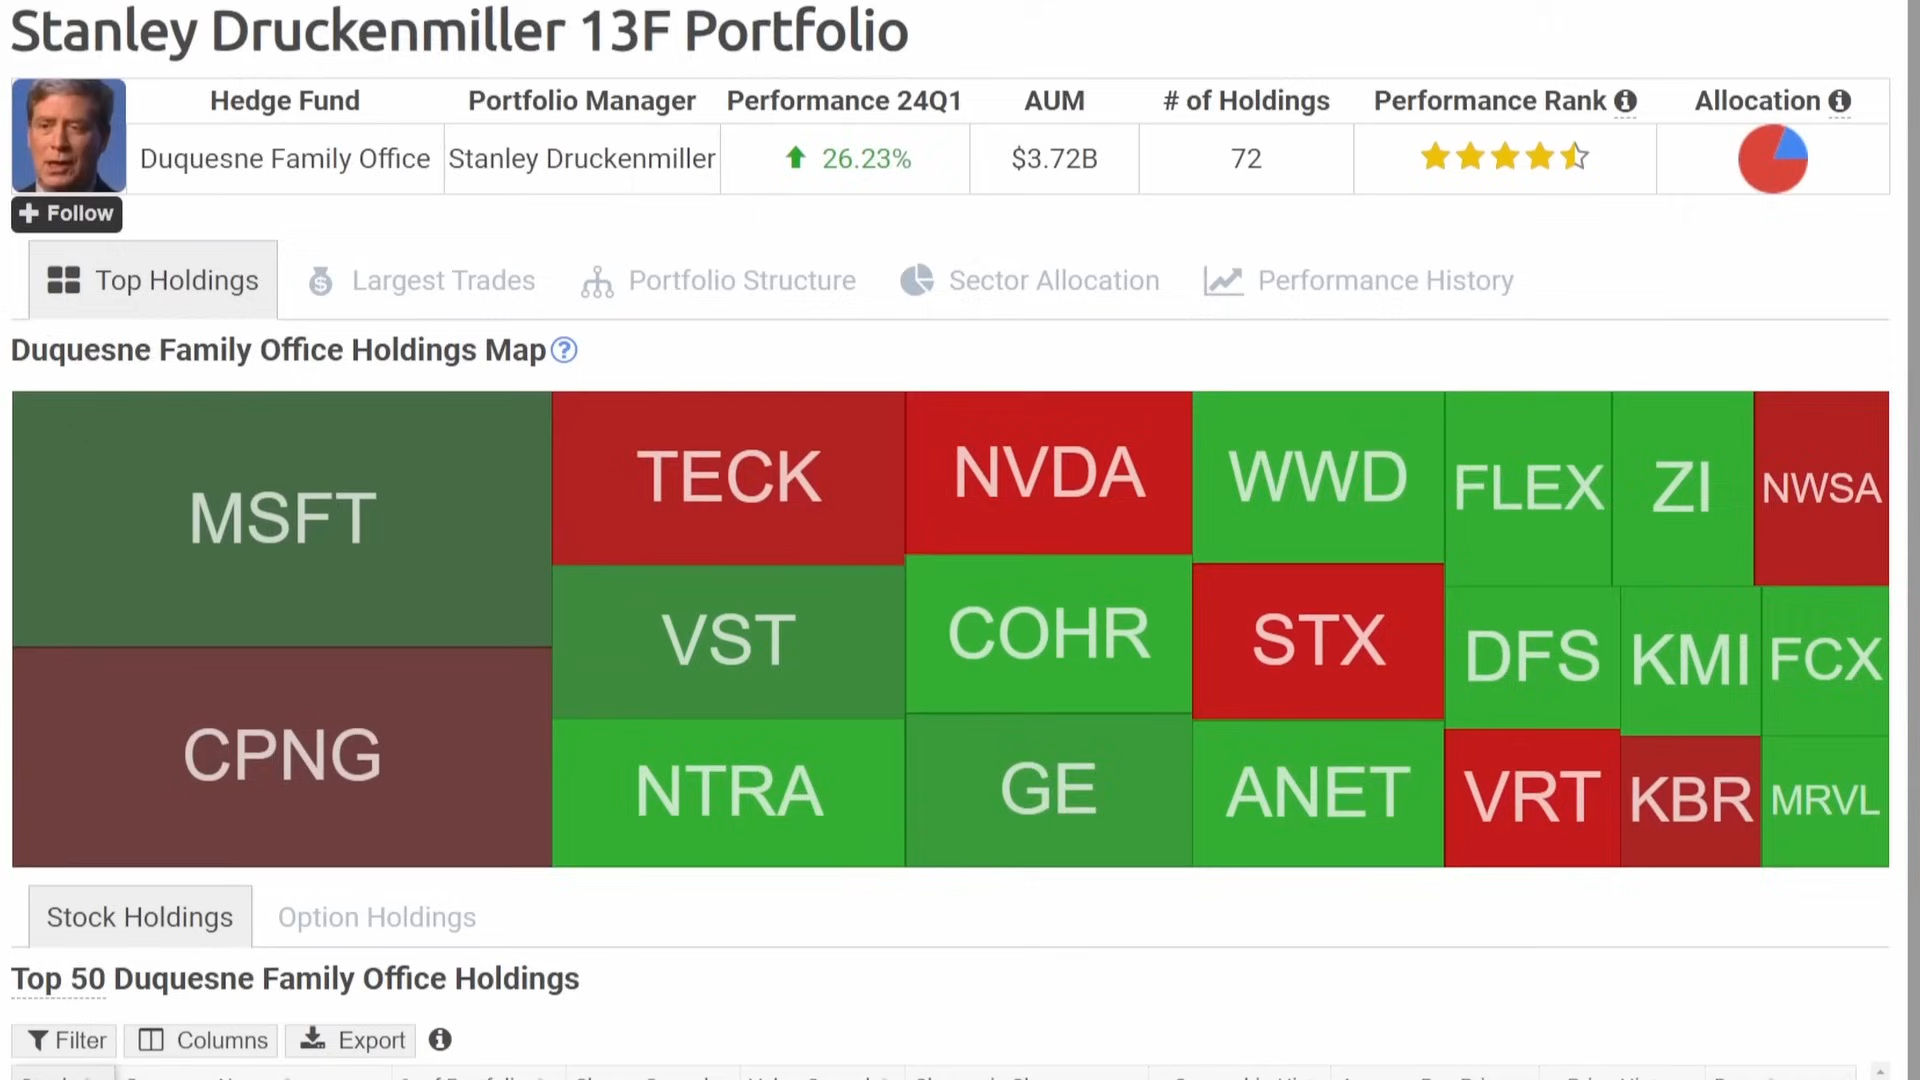 Stanley Druckenmiller 13F Portfolio
Hedge Fund Portfolio Manager Performance 24Q1 AUM # of Holdings Performance Rank Allocation
Duquesne Family Office Stanley Druckenmiller 26.23% $3.72B 72
Follow
Top Holdings Largest Trades Portfolio Structure Sector Allocation Performance History
Duquesne Family Office Holdings Map
MSFT
CPNG
TECK
VST
NTRA
NVDA
COHR
GE
WWD
STX
ANET
FLEX
ZI
NWSA
DFS
KMI
FCX
VRT
KBR
MRVL
Stock Holdings Option Holdings
Top 50 Duquesne Family Office Holdings
Filter Columns Export